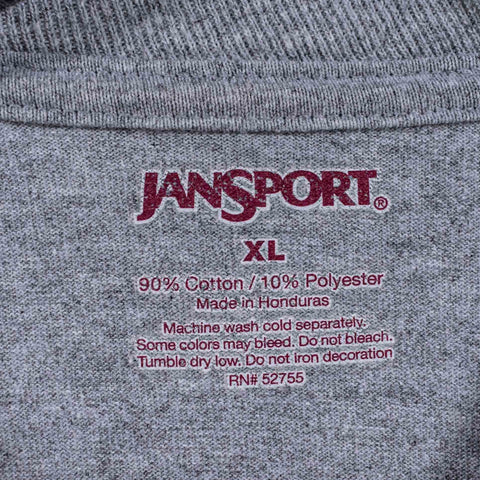 JANSPORT®
XL
90% Cotton / 10% Polyester
Made in Honduras
Machine wash cold separately.
Some colors may bleed. Do not bleach.
Tumble dry low. Do not iron decoration
RN# 52755